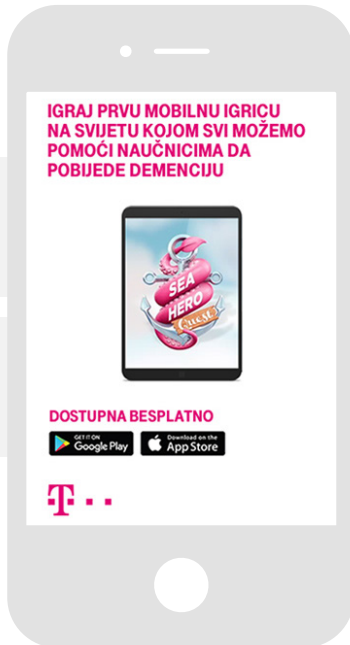 IGRAJ PRVU MOBILNU IGRICU
NA SVIJETU KOJOM SVI MOŽEMO
POMOĆI NAUČNICIMA DA
POBIJEDE DEMENCIJU
SEA
HERO
Quest
DOSTUPNA BESPLATNO
GET IT ON
Google Play
Download on the
App Store
T